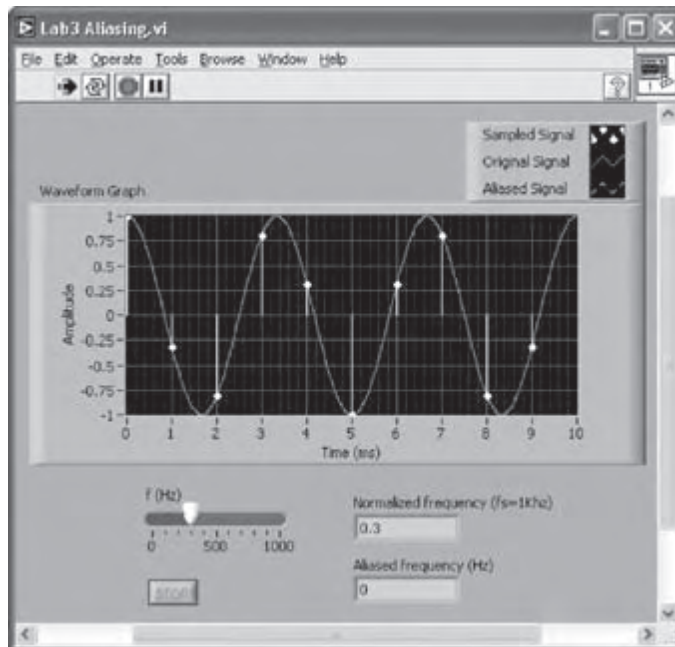 Lab3 Aliasing.vi
File Edit Operate Tools Browse Window Help
1
Sampled Signal
Original Signal
Aliased Signal
Waveform Graph
1
0.75
0.5
0.25
0
-0.25
-0.5
-0.75
-1
Amplitude
0 1 2 3 4 5 6 7 8 9 10
Time (ms)
f (Hz)
0 500 1000
Normalized frequency (fs=1Khz)
0.3
Aliased frequency (Hz)
0